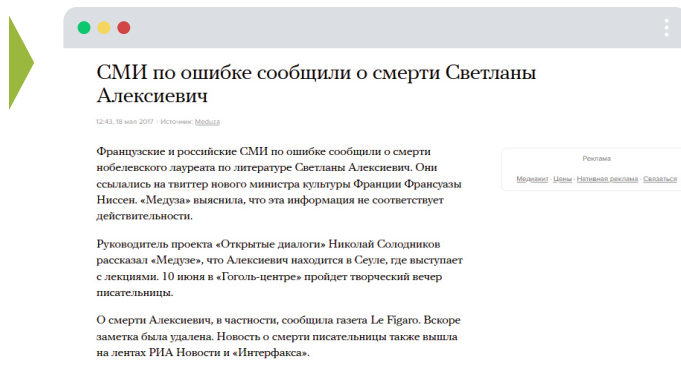 СМИ по ошибке сообщили о смерти Светланы
Алексиевич
12:43, 18 мая 2017 · Источник: Meduza
Французские и российские СМИ по ошибке сообщили о смерти
нобелевского лауреата по литературе Светланы Алексиевич. Они
ссылались на твиттер нового министра культуры Франции Франсуазы
Ниссен. «Медуза» выяснила, что эта информация не соответствует
действительности.
Реклама
Медиакит · Цены · Нативная реклама · Связаться
Руководитель проекта «Открытые диалоги» Николай Солодников
рассказал «Медузе», что Алексиевич находится в Сеуле, где выступает
с лекциями. 10 июня в «Гоголь-центре» пройдет творческий вечер
писательницы.
О смерти Алексиевич, в частности, сообщила газета Le Figaro. Вскоре
заметка была удалена. Новость о смерти писательницы также вышла
на лентах РИА Новости и «Интерфакса».